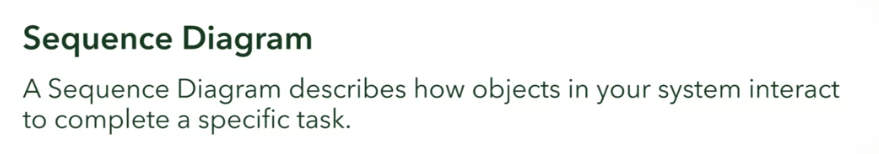 Sequence Diagram
A Sequence Diagram describes how objects in your system interact
to complete a specific task.